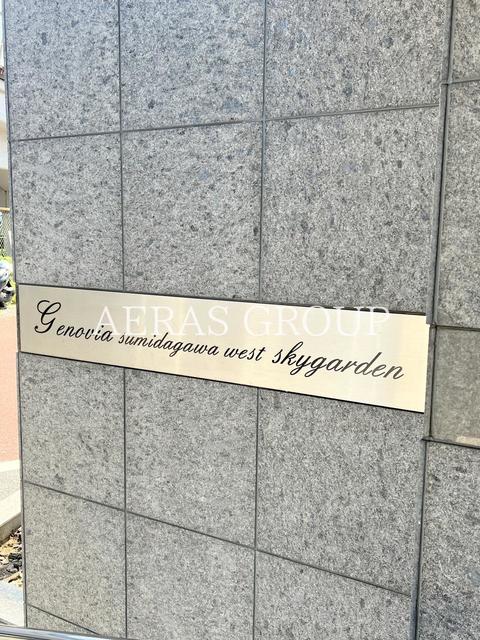 AERAS GROUP
Genovia sumidagawa west skygarden